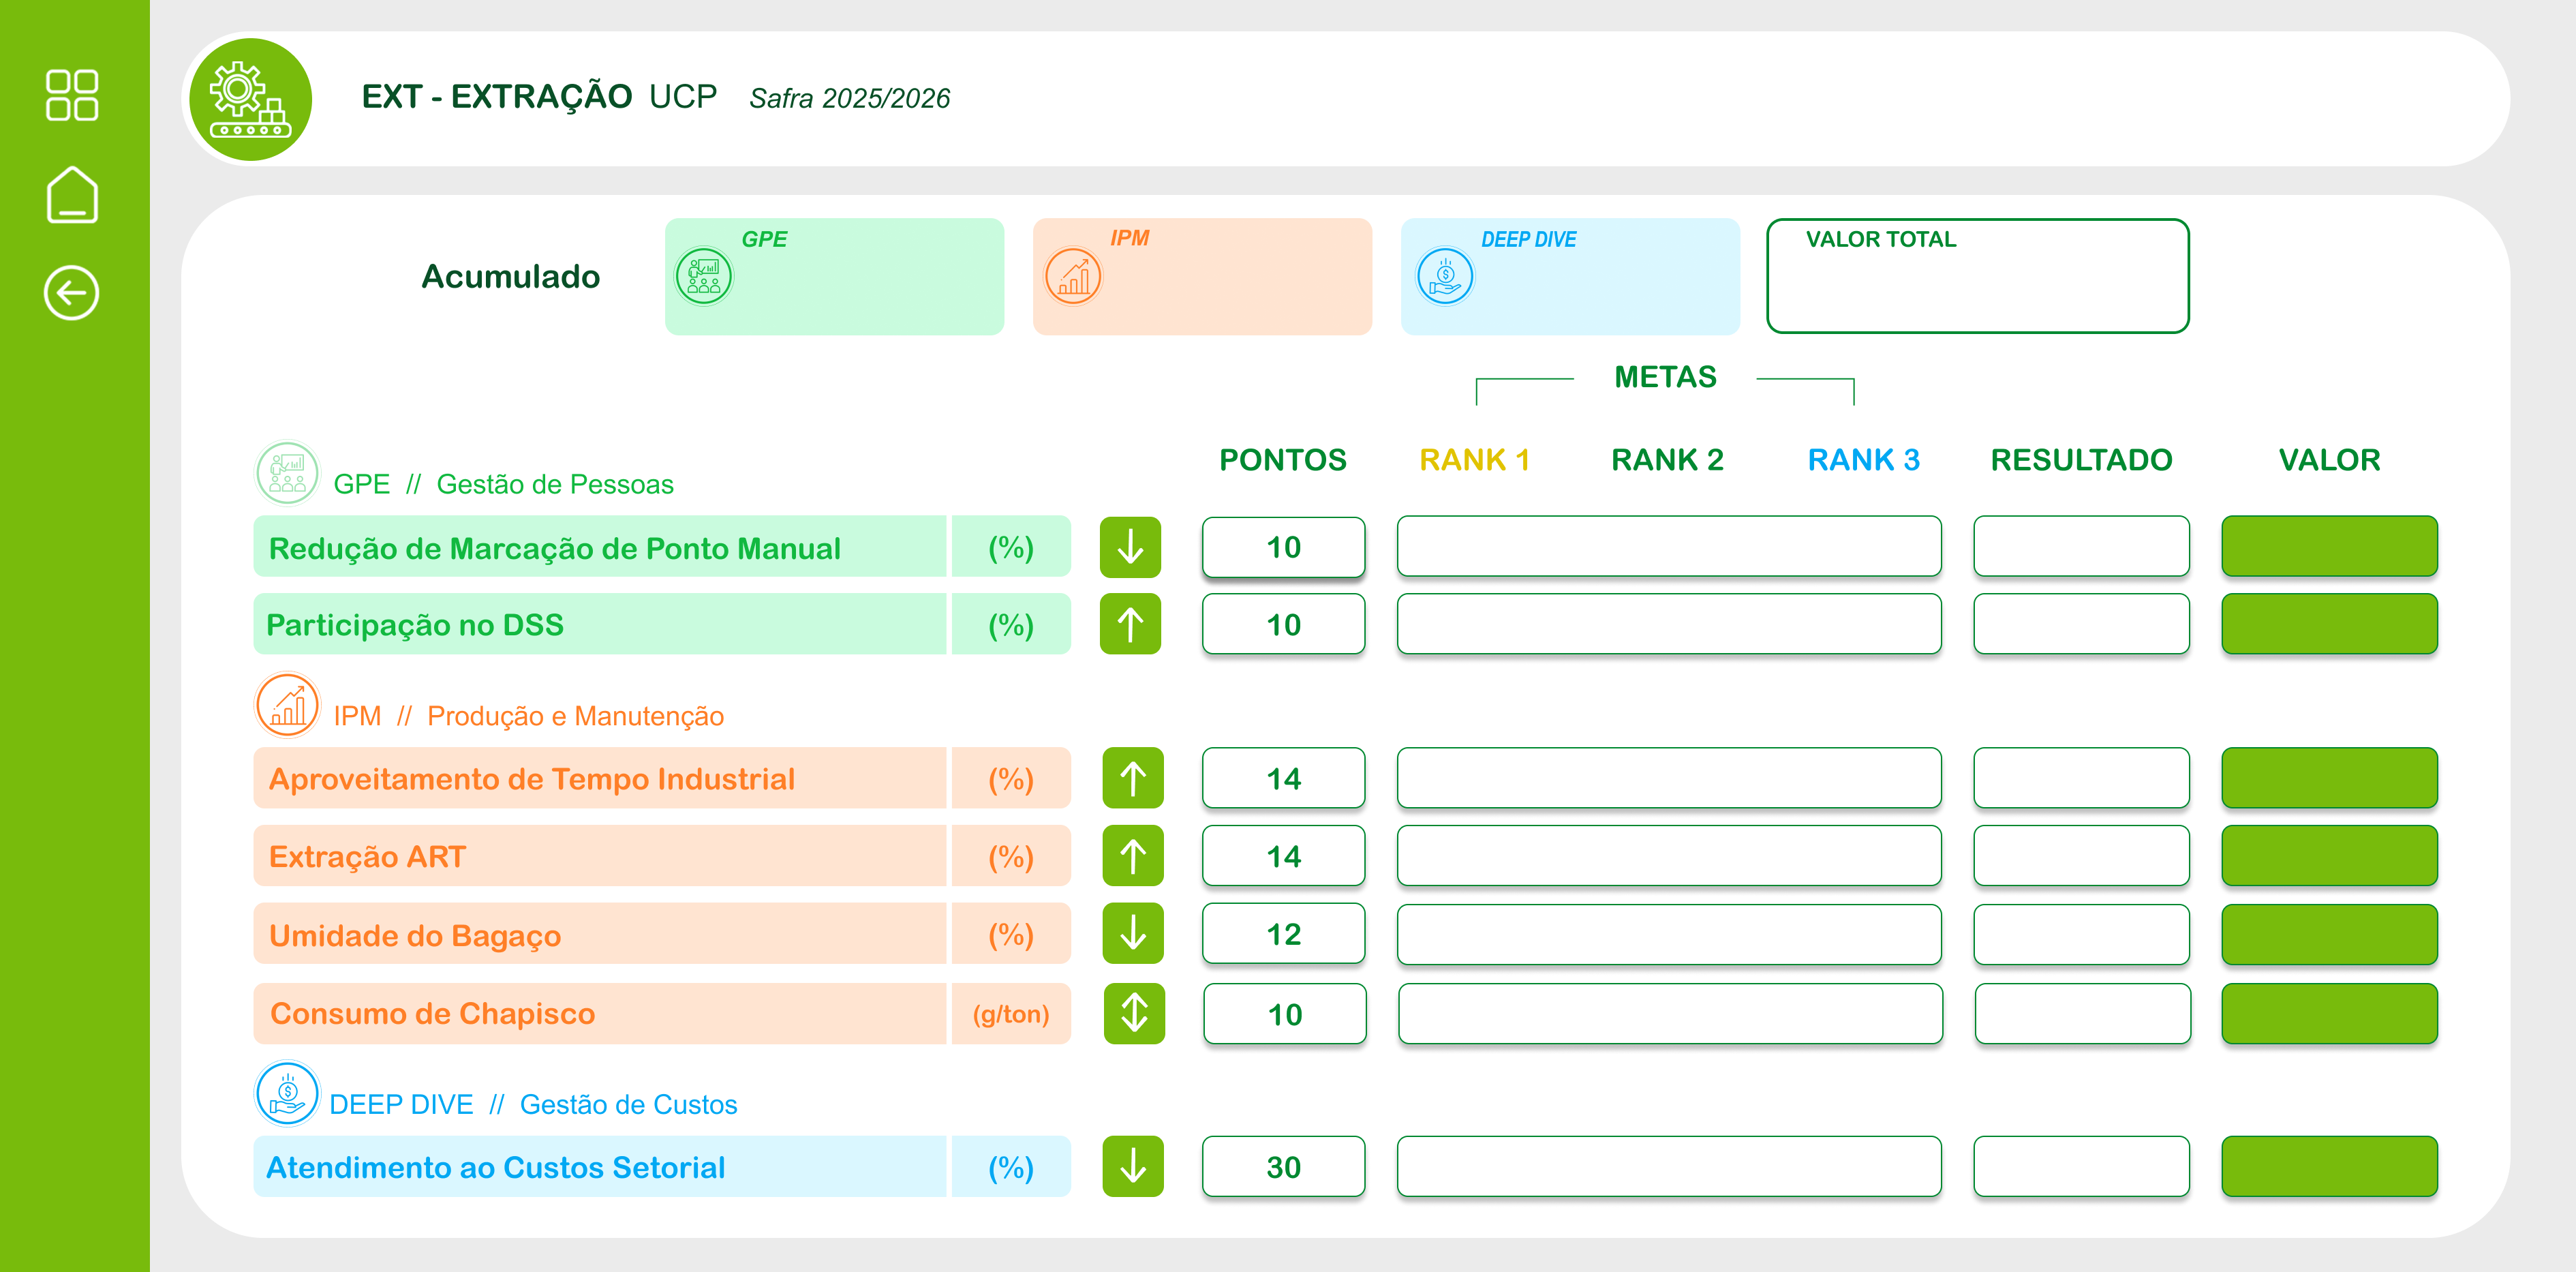 EXT - EXTRAÇÃO UCP Safra 2025/2026
Acumulado
GPE
IPM
DEEP DIVE
VALOR TOTAL
METAS
PONTOS RANK 1 RANK 2 RANK 3 RESULTADO VALOR
GPE // Gestão de Pessoas
Redução de Marcação de Ponto Manual (%) 10
Participação no DSS (%) 10
IPM // Produção e Manutenção
Aproveitamento de Tempo Industrial (%) 14
Extração ART (%) 14
Umidade do Bagaço (%) 12
Consumo de Chapisco (g/ton) 10
DEEP DIVE // Gestão de Custos
Atendimento ao Custos Setorial (%) 30